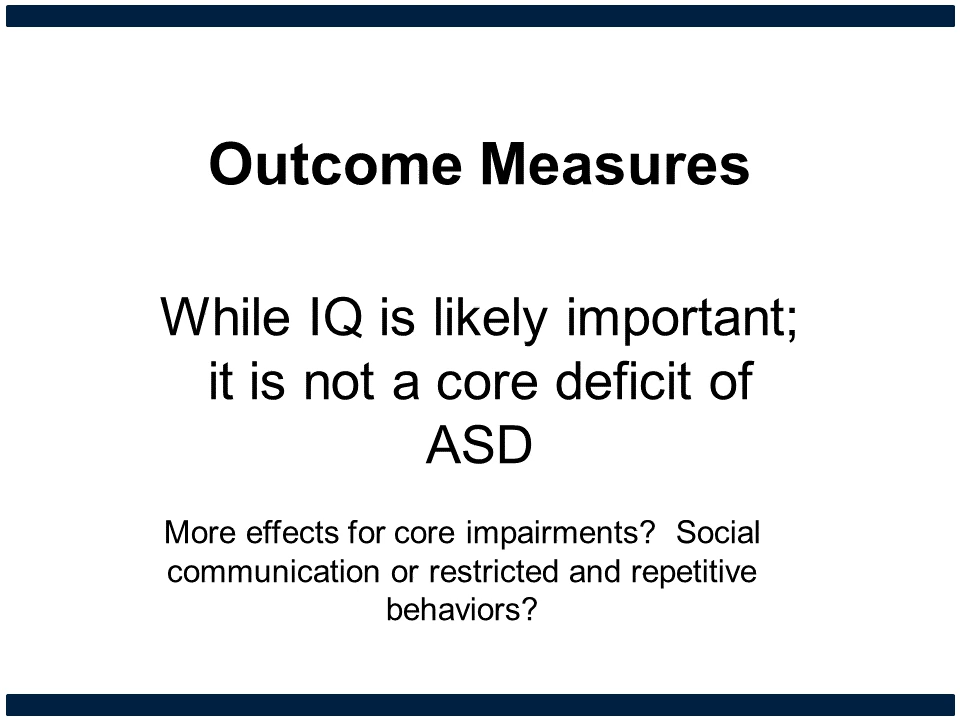 Outcome Measures
While IQ is likely important;
it is not a core deficit of
ASD
More effects for core impairments?  Social
communication or restricted and repetitive
behaviors?